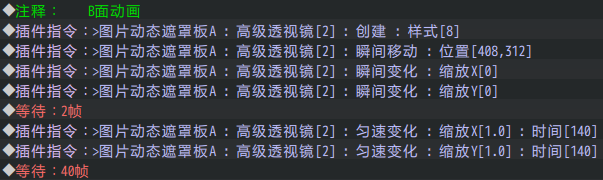 ◆注释： B面动画
◆插件指令：>图片动态遮罩板A : 高级透视镜[2] : 创建 : 样式[8]
◆插件指令：>图片动态遮罩板A : 高级透视镜[2] : 瞬间移动 : 位置[408,312]
◆插件指令：>图片动态遮罩板A : 高级透视镜[2] : 瞬间变化 : 缩放X[0]
◆插件指令：>图片动态遮罩板A : 高级透视镜[2] : 瞬间变化 : 缩放Y[0]
◆等待：2帧
◆插件指令：>图片动态遮罩板A : 高级透视镜[2] : 匀速变化 : 缩放X[1.0] : 时间[140]
◆插件指令：>图片动态遮罩板A : 高级透视镜[2] : 匀速变化 : 缩放Y[1.0] : 时间[140]
◆等待：40帧